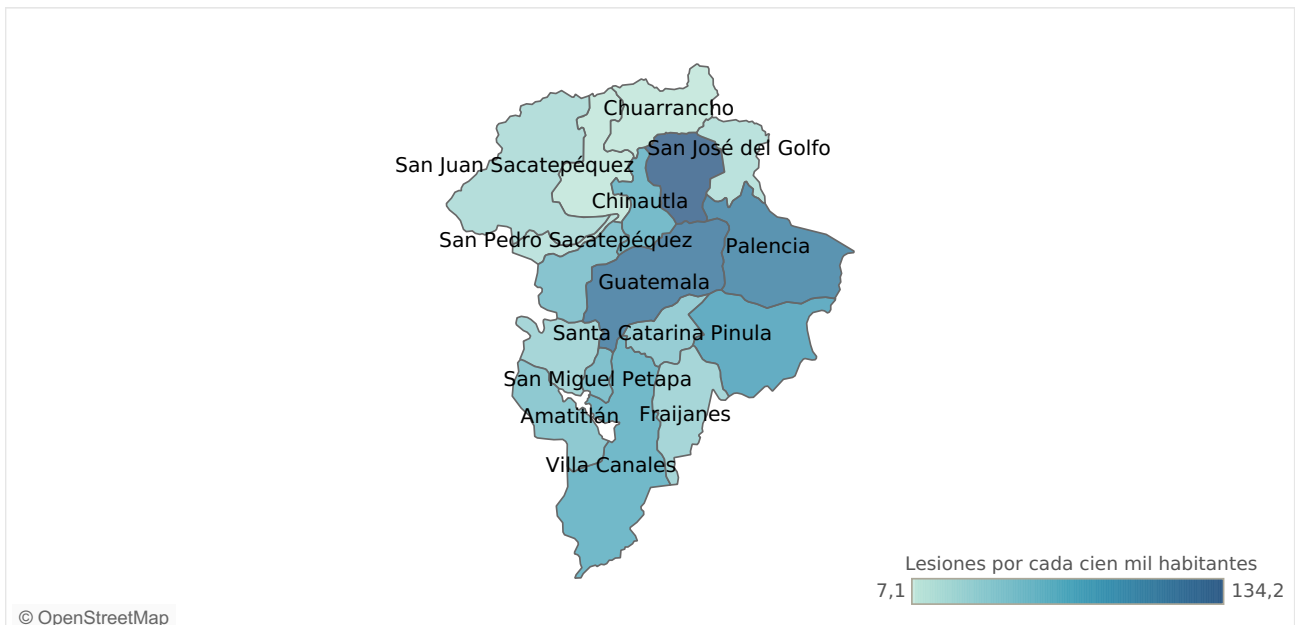 Chuarrancho
San José del Golfo
San Juan Sacatepéquez
Chinautla
San Pedro Sacatepéquez
Palencia
Guatemala
Santa Catarina Pinula
San Miguel Petapa
Amatitlán
Fraijanes
Villa Canales
Lesiones por cada cien mil habitantes
7,1
134,2
© OpenStreetMap